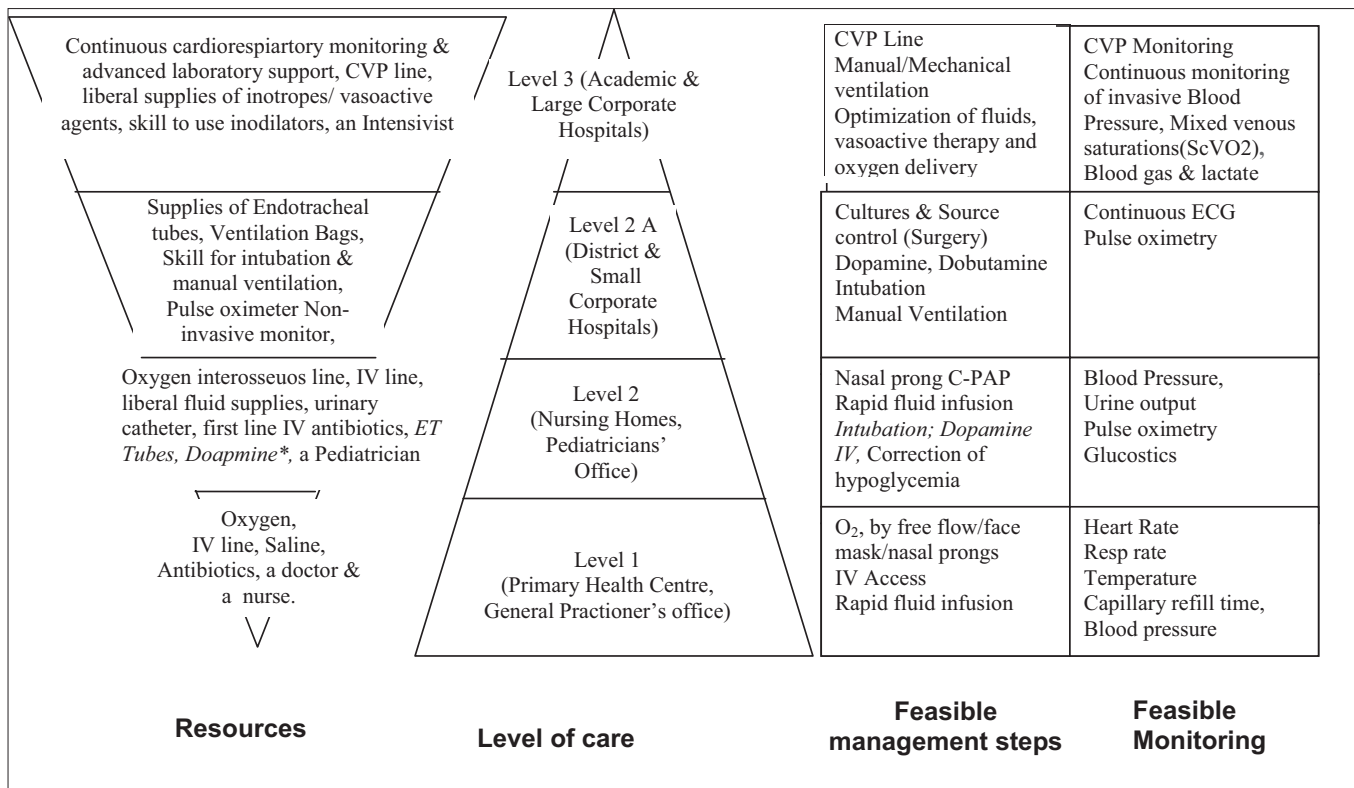 Continuous cardiorespiartory monitoring &
advanced laboratory support, CVP line,
liberal supplies of inotropes/ vasoactive
agents, skill to use inodilators, an Intensivist
Supplies of Endotracheal
tubes, Ventilation Bags,
Skill for intubation &
manual ventilation,
Pulse oximeter Non-
invasive monitor,
Oxygen interosseuos line, IV line,
liberal fluid supplies, urinary
catheter, first line IV antibiotics, ET
Tubes, Doapmine*, a Pediatrician
Oxygen,
IV line, Saline,
Antibiotics, a doctor &
a nurse.
Resources
Level 3 (Academic &
Large Corporate
Hospitals)
Level 2 A
(District &
Small
Corporate
Hospitals)
Level 2
(Nursing Homes,
Pediatricians'
Office)
Level 1
(Primary Health Centre,
General Practioner's office)
Level of care
CVP Line
Manual/Mechanical
ventilation
Optimization of fluids,
vasoactive therapy and
oxygen delivery
Cultures & Source
control (Surgery)
Dopamine, Dobutamine
Intubation
Manual Ventilation
Nasal prong C-PAP
Rapid fluid infusion
Intubation; Dopamine
IV, Correction of
hypoglycemia
O2, by free flow/face
mask/nasal prongs
IV Access
Rapid fluid infusion
Feasible
management steps
CVP Monitoring
Continuous monitoring
of invasive Blood
Pressure, Mixed venous
saturations(ScVO2),
Blood gas & lactate
Continuous ECG
Pulse oximetry
Blood Pressure,
Urine output
Pulse oximetry
Glucostics
Heart Rate
Resp rate
Temperature
Capillary refill time,
Blood pressure
Feasible
Monitoring